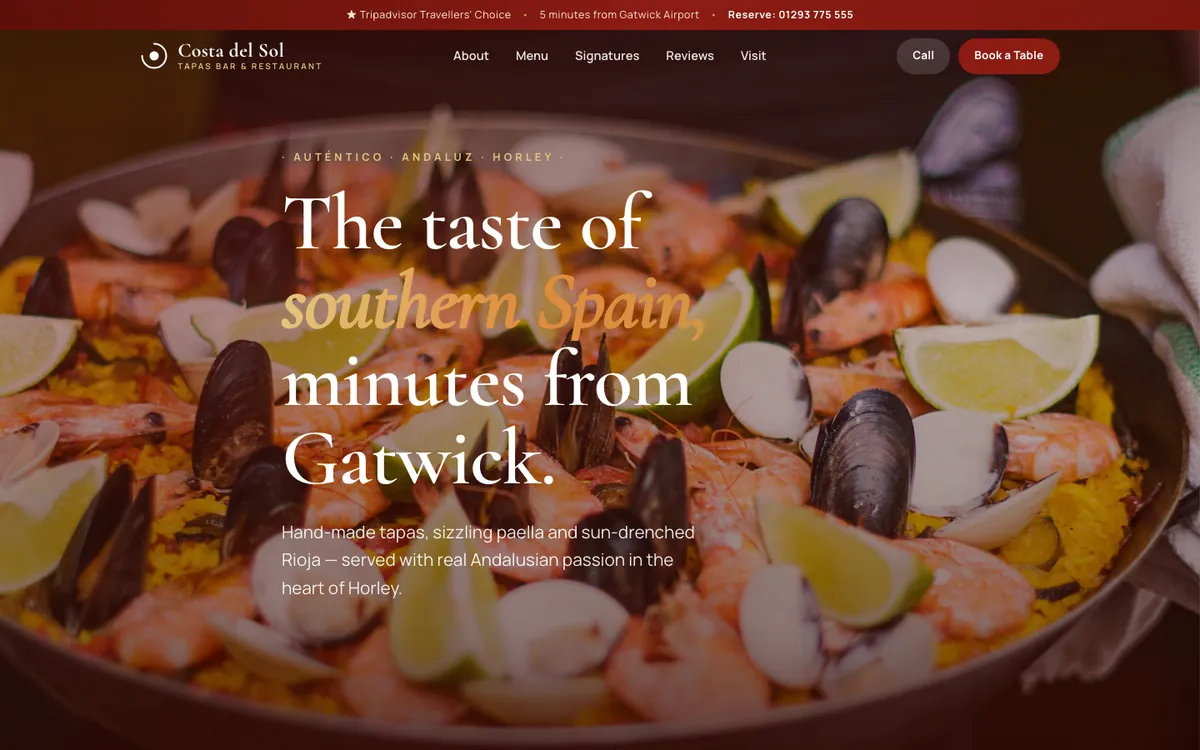 ★ Tripadvisor Travellers' Choice • 5 minutes from Gatwick Airport • Reserve: 01293 775 555
Costa del Sol
TAPAS BAR & RESTAURANT
About Menu Signatures Reviews Visit
Call Book a Table
· AUTÉNTICO · ANDALUZ · HORLEY ·
The taste of
southern Spain,
minutes from
Gatwick.
Hand-made tapas, sizzling paella and sun-drenched
Rioja — served with real Andalusian passion in the
heart of Horley.